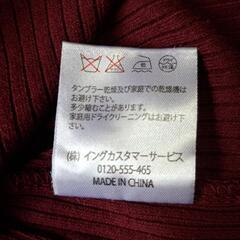 タンブラー乾燥及び家庭での乾燥機は
お避け下さい。
多少縮むことがあります。
家庭用ドライクリーニングはお避け
下さい。
(株) イングカスタマーサービス
0120-555-465
MADE IN CHINA